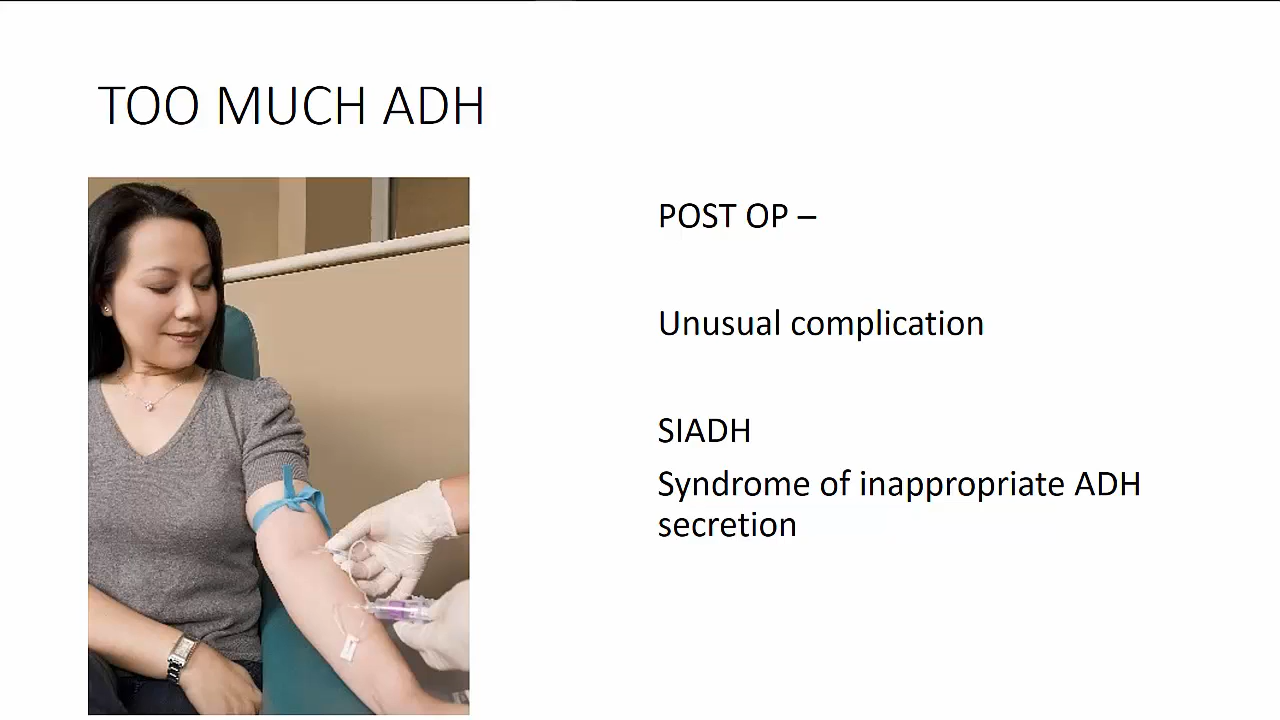 TOO MUCH ADH
POST OP –
Unusual complication
SIADH
Syndrome of inappropriate ADH
secretion